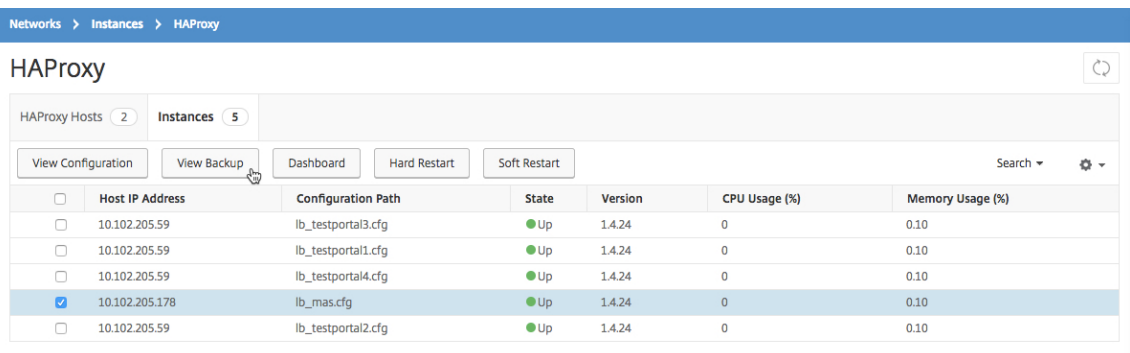 Networks > Instances > HAProxy
HAProxy
HAProxy Hosts 2 Instances 5
View Configuration View Backup Dashboard Hard Restart Soft Restart Search
Host IP Address Configuration Path State Version CPU Usage (%) Memory Usage (%)
10.102.205.59 lb_testportal3.cfg Up 1.4.24 0 0.10
10.102.205.59 lb_testportal1.cfg Up 1.4.24 0 0.10
10.102.205.59 lb_testportal4.cfg Up 1.4.24 0 0.10
10.102.205.178 lb_mas.cfg Up 1.4.24 0 0.10
10.102.205.59 lb_testportal2.cfg Up 1.4.24 0 0.10